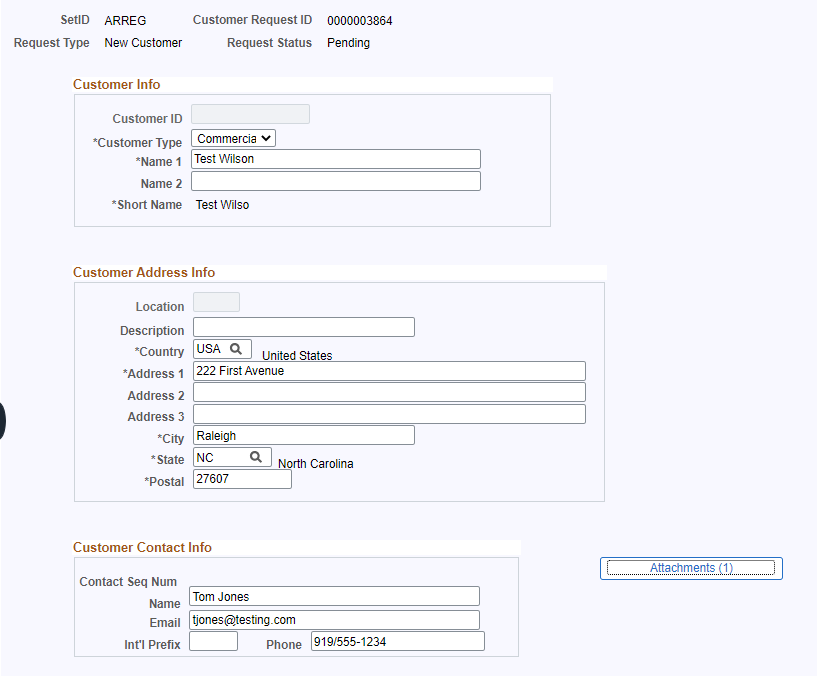 SetID ARREG Customer Request ID 0000003864
Request Type New Customer Request Status Pending
Customer Info
Customer ID
*Customer Type Commercia
*Name 1 Test Wilson
Name 2
*Short Name Test Wilso
Customer Address Info
Location
Description
*Country USA United States
*Address 1 222 First Avenue
Address 2
Address 3
*City Raleigh
*State NC North Carolina
*Postal 27607
Customer Contact Info
Attachments (1)
Contact Seq Num
Name Tom Jones
Email tjones@testing.com
Int'l Prefix Phone 919/555-1234